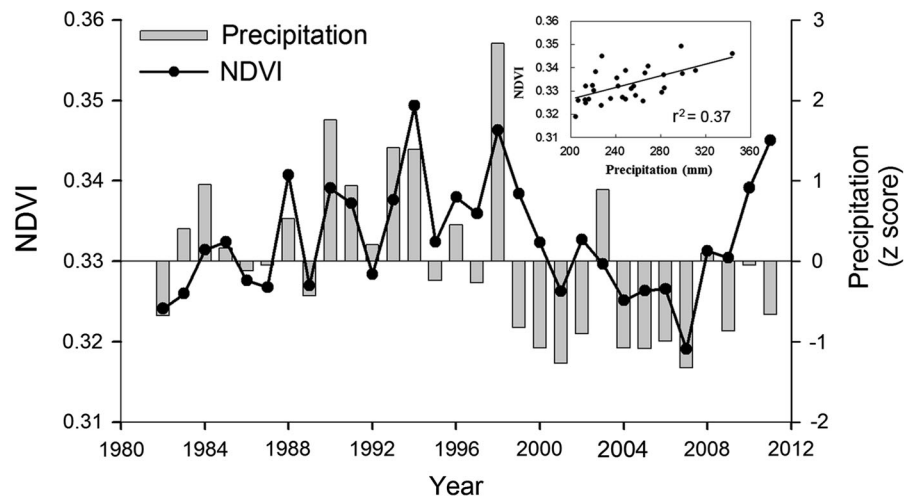 0.36
0.35
0.34
0.33
0.32
0.31
NDVI
Precipitation
NDVI
0.36
0.35
0.34
0.33
0.32
0.31
NDVI
r² = 0.37
200 240 280 320 360
Precipitation (mm)
3
2
1
0
-1
-2
Precipitation
(z score)
1980 1984 1988 1992 1996 2000 2004 2008 2012
Year